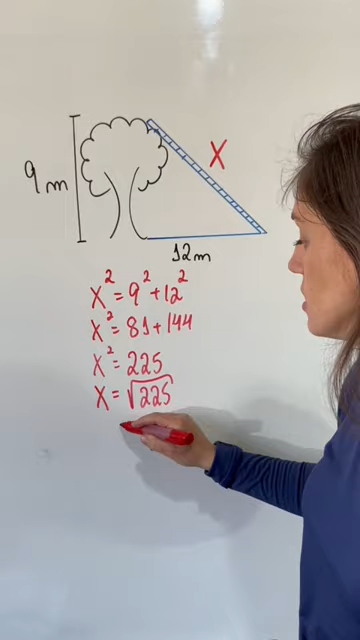 9m
X
12m
X² = 9² + 12²
X² = 81 + 144
X² = 225
X = √225